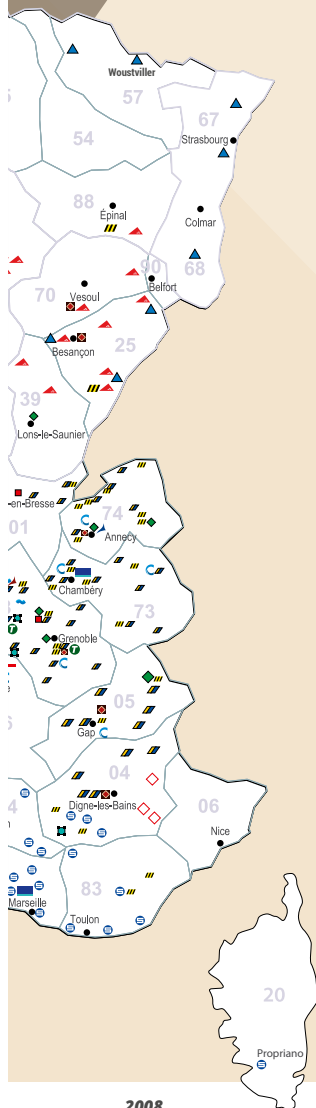 Woustviller
57
67
54
Strasbourg
88
Épinal
Colmar
90
68
Belfort
70
Vesoul
Besançon
25
39
Lons-le-Saunier
-en-Bresse
01
74
Annecy
Chambéry
73
Grenoble
05
Gap
04
Digne-les-Bains
06
Nice
83
Marseille
Toulon
20
Propriano
2008